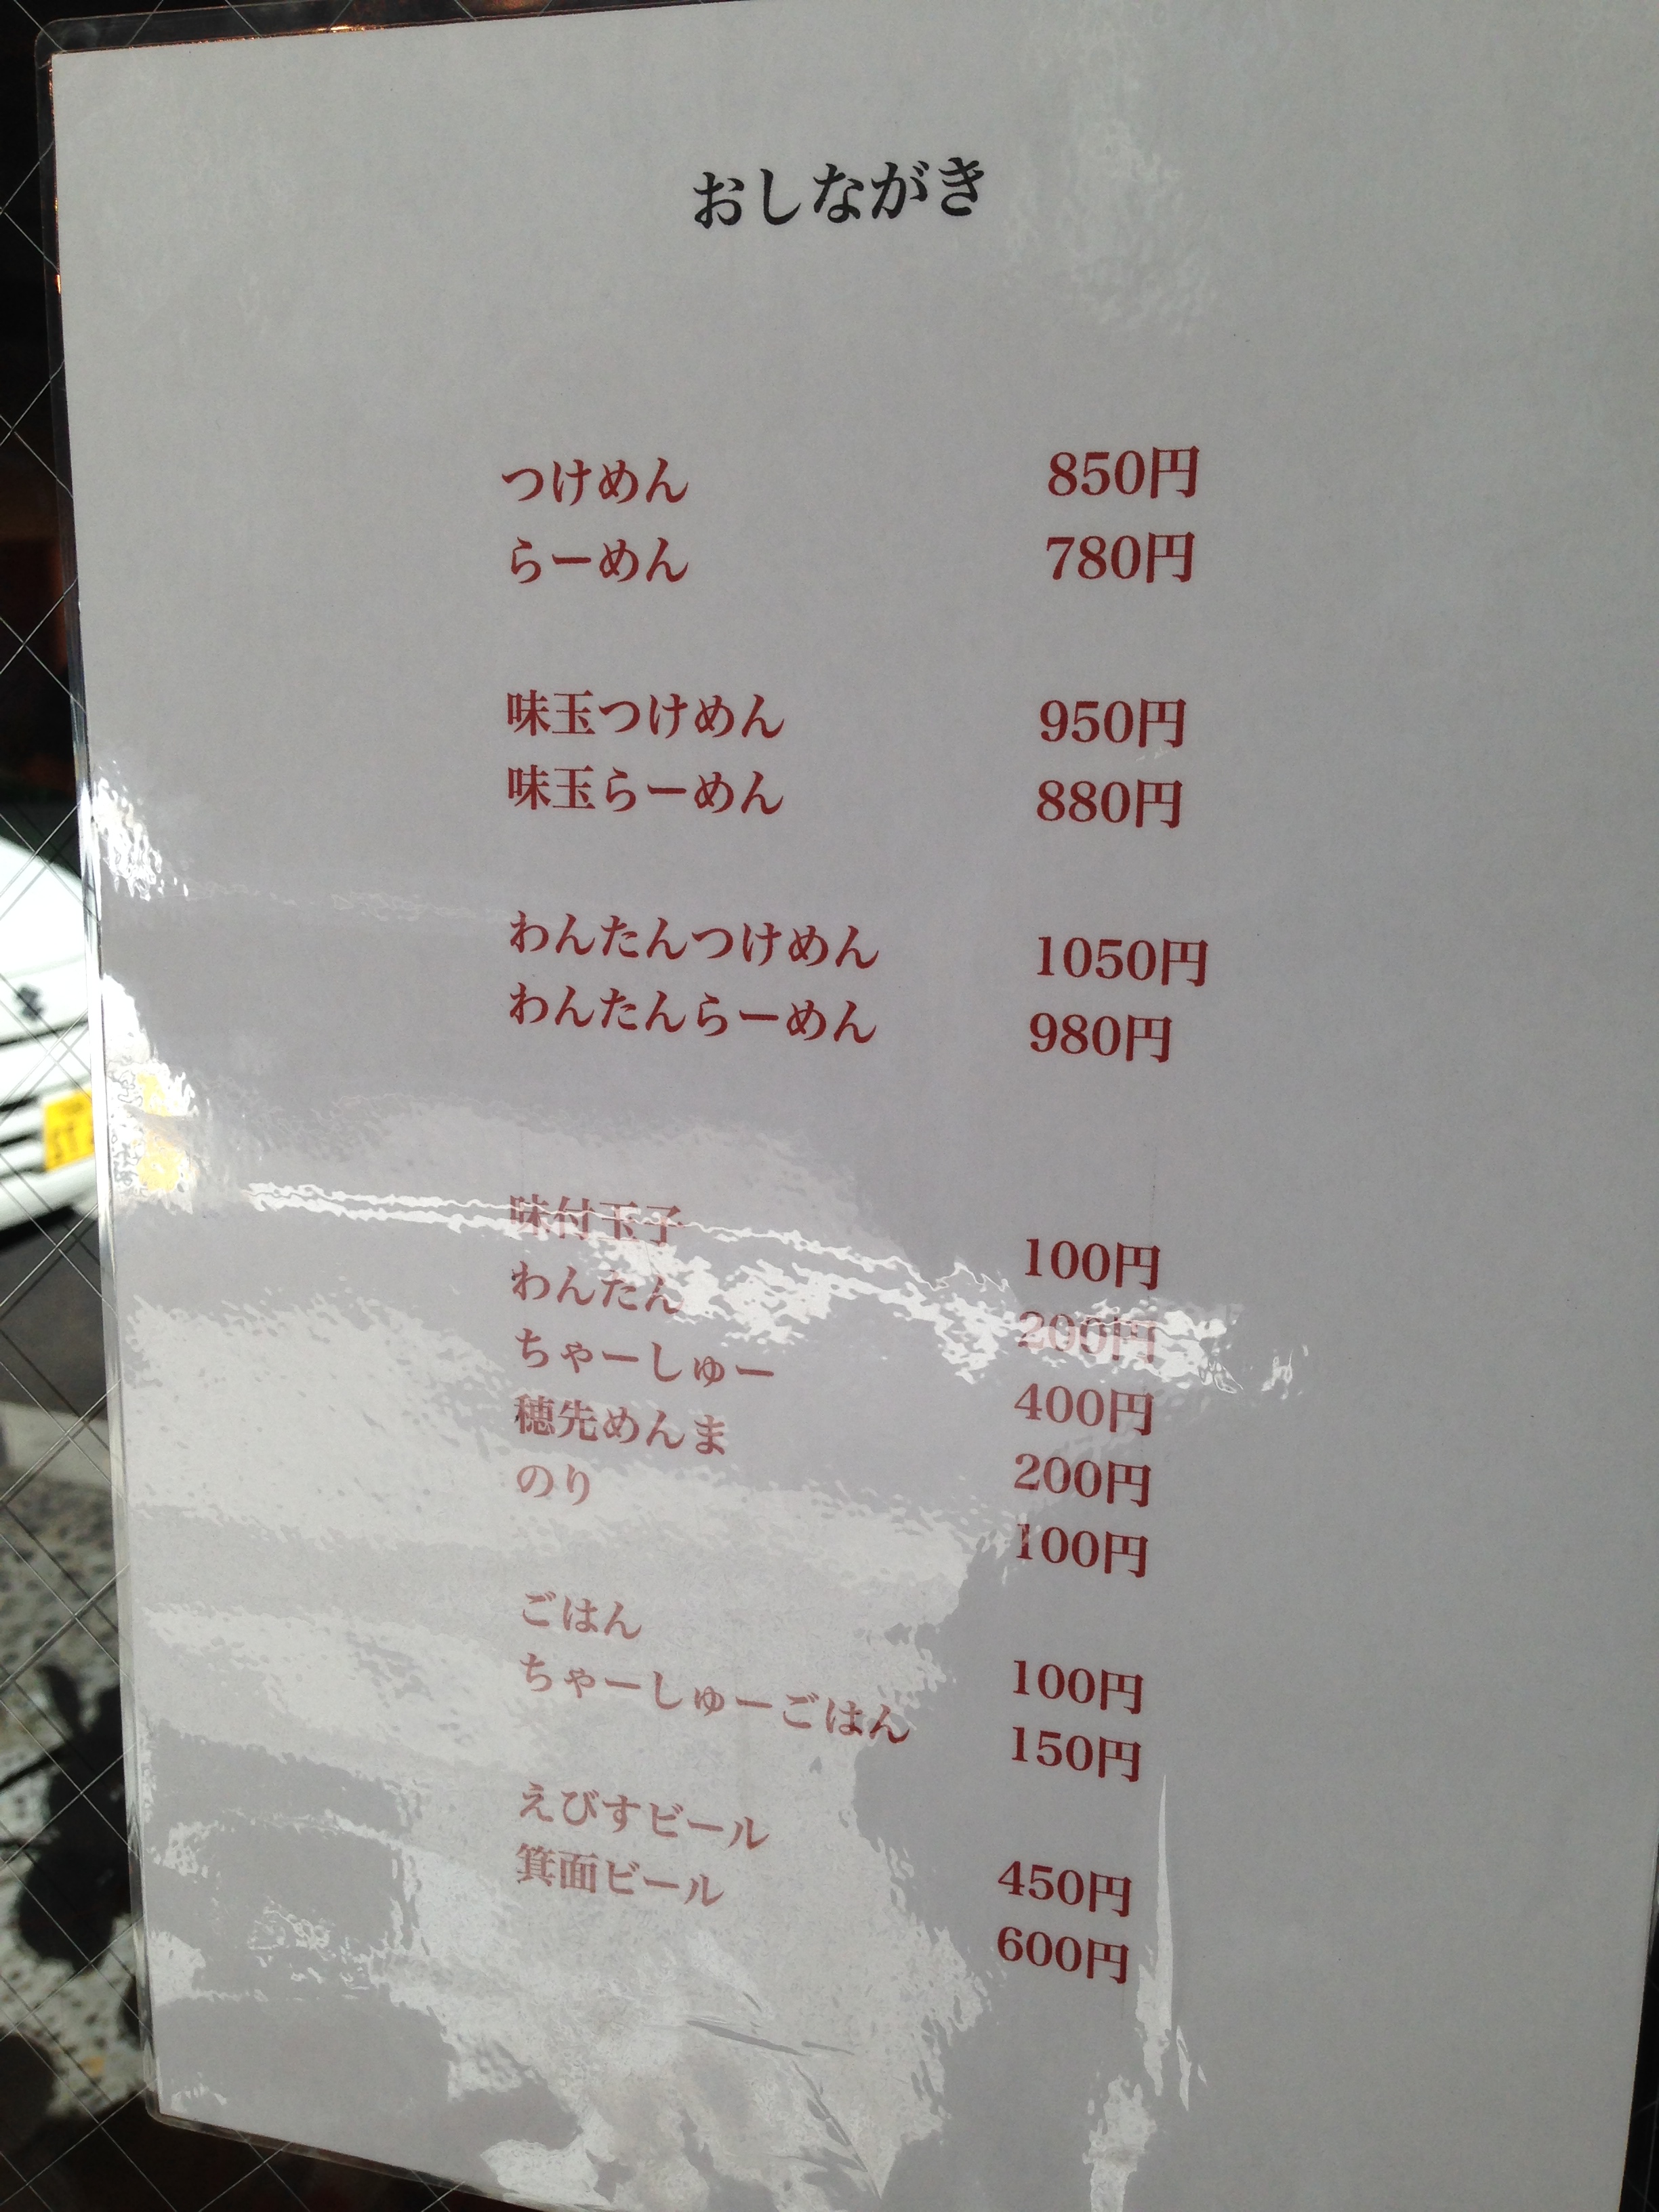 おしながき
つけめん 850円
らーめん 780円
味玉つけめん 950円
味玉らーめん 880円
わんたんつけめん 1050円
わんたんらーめん 980円
味付玉子 100円
わんたん 200円
ちゃーしゅー 400円
穂先めんま 200円
のり 100円
ごはん 100円
ちゃーしゅーごはん 150円
えびすビール 450円
箕面ビール 600円